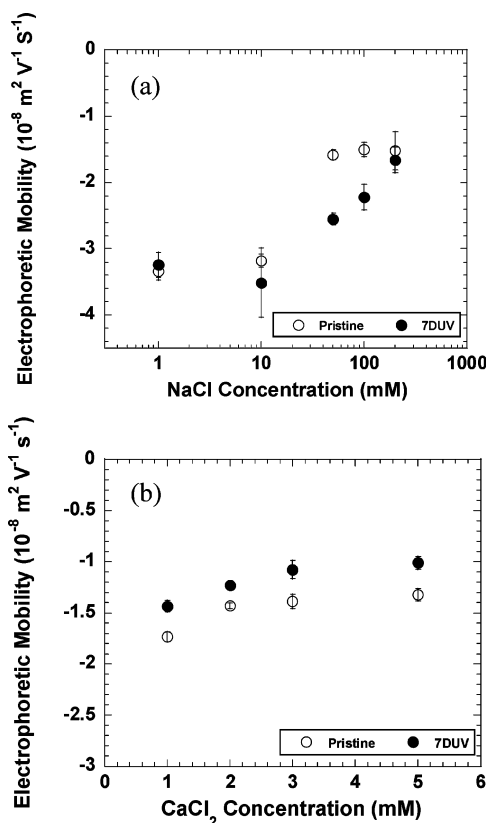 (a)
Electrophoretic Mobility (10⁻⁸ m² V⁻¹ S⁻¹)
0
-1
-2
-3
-4
Pristine 7DUV
1 10 100 1000
NaCl Concentration (mM)
(b)
Electrophoretic Mobility (10⁻⁸ m² V⁻¹ s⁻¹)
0
-0.5
-1
-1.5
-2
-2.5
-3
Pristine 7DUV
0 1 2 3 4 5 6
CaCl₂ Concentration (mM)